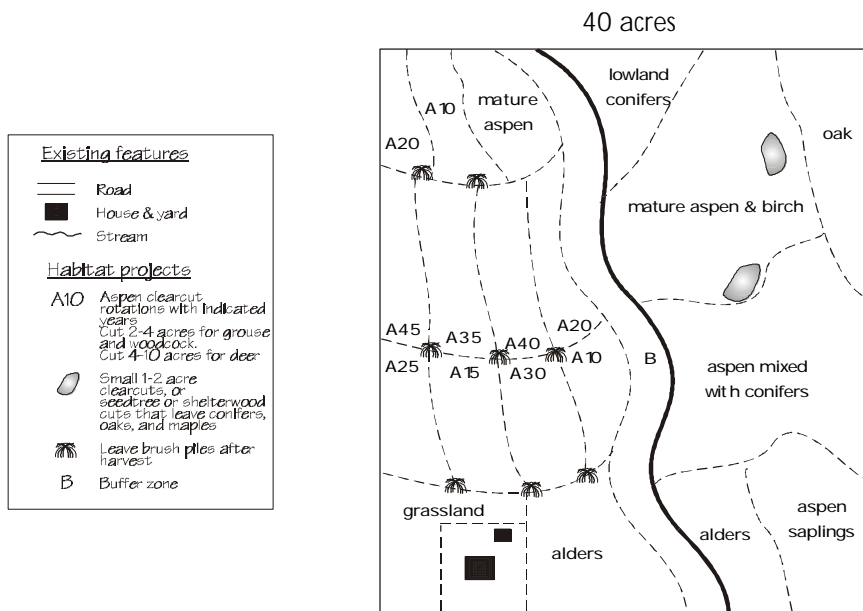 40 acres
Existing features
Road
House & yard
Stream
Habitat projects
A10
Aspen clearcut
rotations with indicated
years
Cut 2-4 acres for grouse
and woodcock.
Cut 4-10 acres for deer
Small 1-2 acre
clearcuts, or
seedtree or shelterwood
cuts that leave conifers,
oaks, and maples
Leave brush piles after
harvest
B
Buffer zone
A20
A10
mature
aspen
lowland
conifers
oak
mature aspen & birch
A45
A35
A40
A20
A25
A15
A30
A10
B
aspen mixed
with conifers
grassland
alders
alders
aspen
saplings